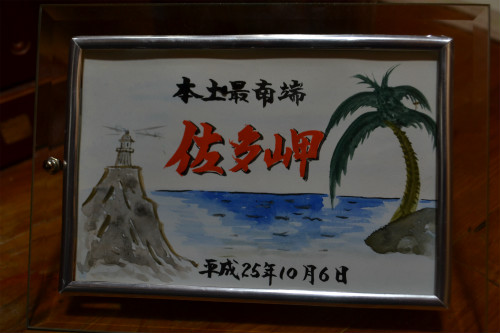 本土最南端
佐多岬
平成25年10月6日